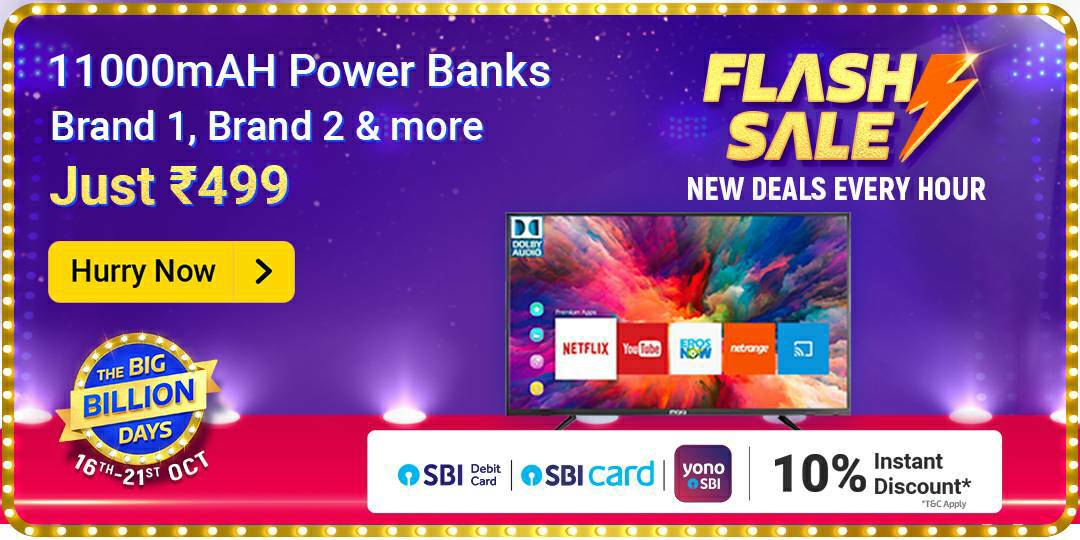 11000mAH Power Banks
Brand 1, Brand 2 & more
Just ₹499
Hurry Now
FLASH
SALE
NEW DEALS EVERY HOUR
DOLBY
AUDIO
Premium Apps
NETFLIX
YouTube
EROS
NOW
netrange
THE BIG
BILLION
DAYS
16TH-21ST OCT
SBI Debit
Card
SBI card
yono
SBI
10% Instant
Discount*
*T&C Apply